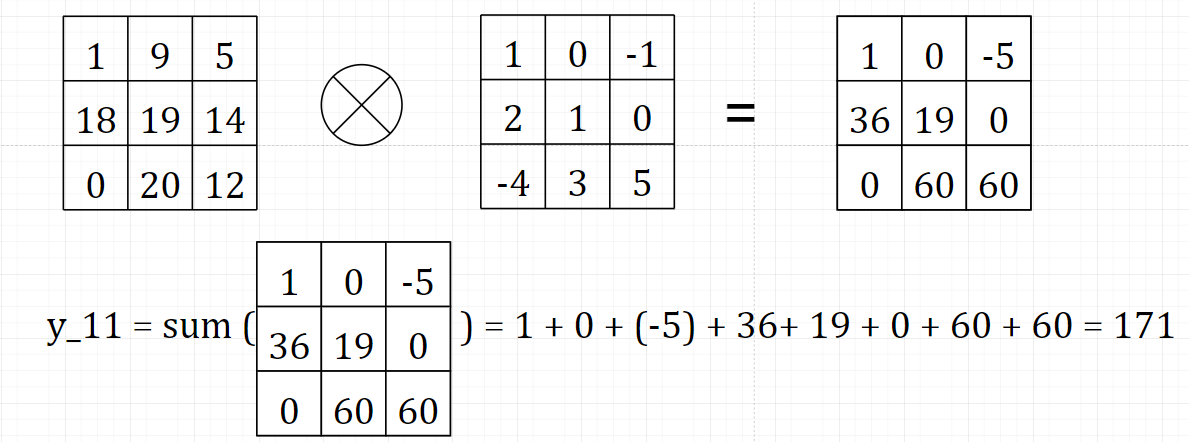 1 9 5 1 0 -1 1 0 -5
18 19 14 2 1 0 = 36 19 0
0 20 12 -4 3 5 0 60 60
1 0 -5
y_11 = sum ( 36 19 0 ) = 1 + 0 + (-5) + 36+ 19 + 0 + 60 + 60 = 171
0 60 60